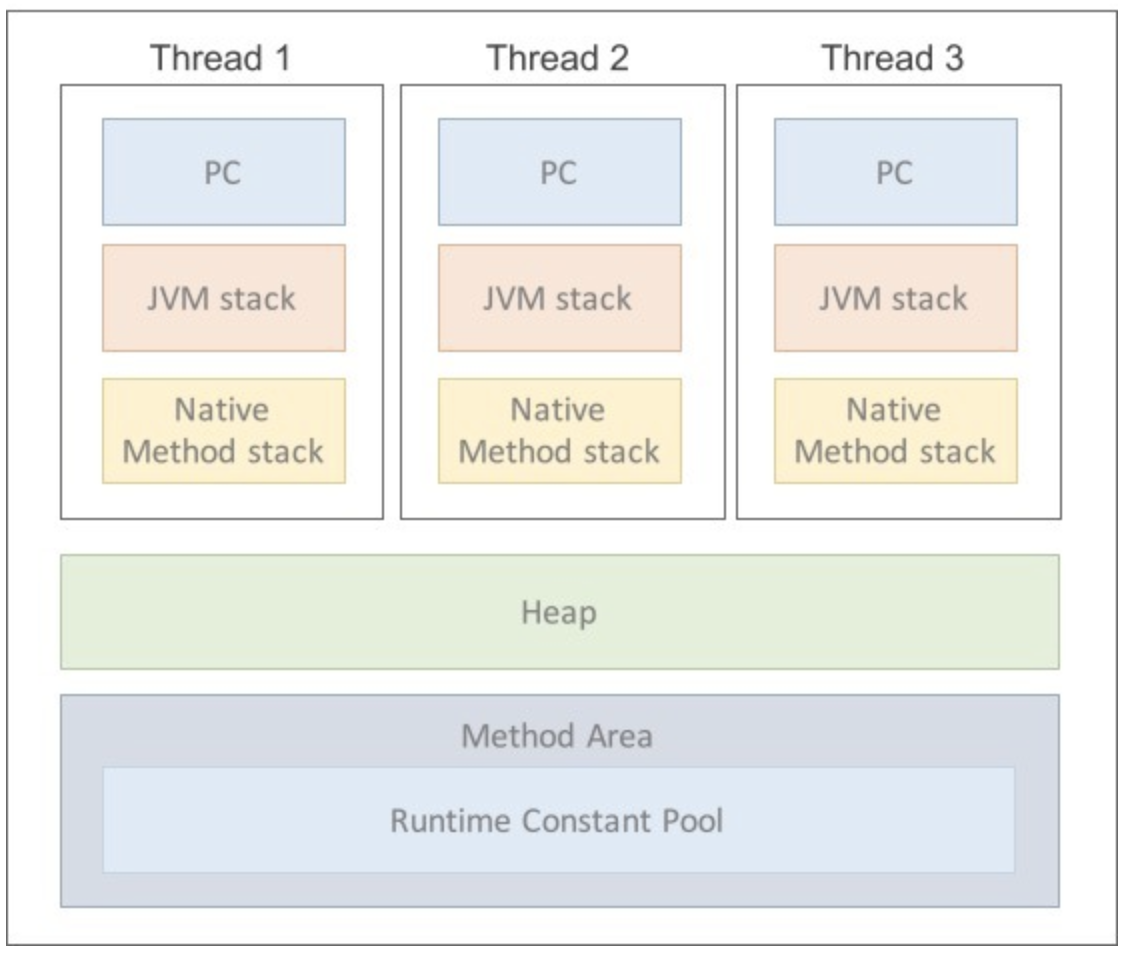 Thread 1
Thread 2
Thread 3
PC
PC
PC
JVM stack
JVM stack
JVM stack
Native
Method stack
Native
Method stack
Native
Method stack
Heap
Method Area
Runtime Constant Pool